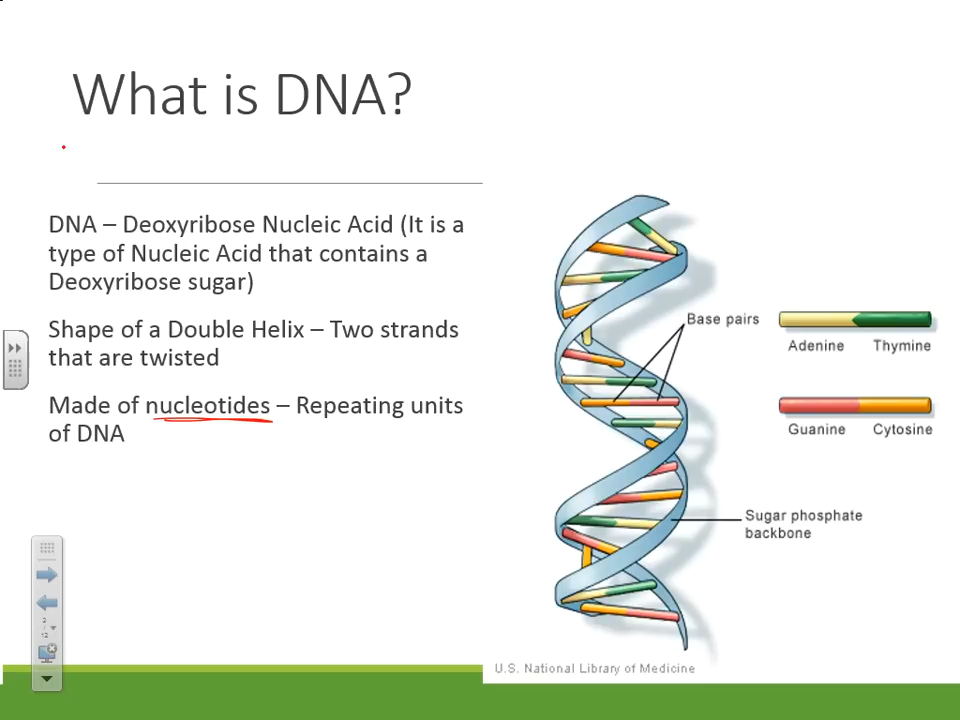 What is DNA?
DNA – Deoxyribose Nucleic Acid (It is a
type of Nucleic Acid that contains a
Deoxyribose sugar)
Shape of a Double Helix – Two strands
that are twisted
Made of nucleotides – Repeating units
of DNA
Base pairs
Adenine Thymine
Guanine Cytosine
Sugar phosphate
backbone
U.S. National Library of Medicine
2
/
12